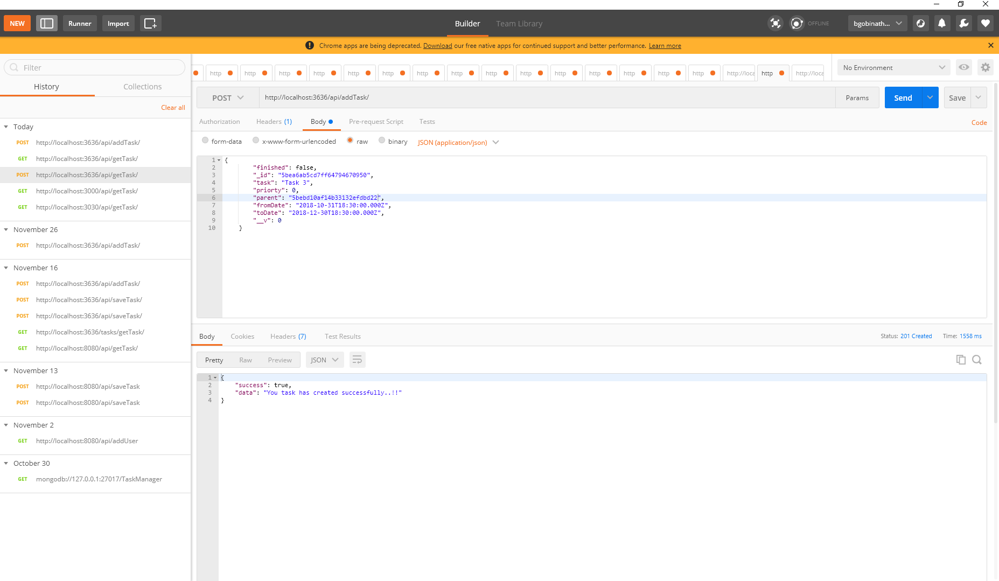 NEW
Runner
Import
Builder
Team Library
OFFLINE
bgobinath...
Chrome apps are being deprecated. Download our free native apps for continued support and better performance. Learn more
Filter
History
Collections
Clear all
Today
POST http://localhost:3636/api/addTask/
GET http://localhost:3636/api/getTask/
POST http://localhost:3636/api/getTask/
GET http://localhost:3000/api/getTask/
GET http://localhost:3030/api/getTask/
November 26
POST http://localhost:3636/api/addTask/
November 16
POST http://localhost:3636/api/addTask/
POST http://localhost:3636/api/saveTask/
POST http://localhost:3636/api/saveTask/
GET http://localhost:3636/tasks/getTask/
GET http://localhost:8080/api/getTask/
November 13
POST http://localhost:8080/api/saveTask
POST http://localhost:8080/api/saveTask
November 2
GET http://localhost:8080/api/addUser
October 30
GET mongodb://127.0.0.1:27017/TaskManager
http http http http http http http http http http http http http http http http://loca http http://loca
No Environment
POST
http://localhost:3636/api/addTask/
Params
Send
Save
Authorization
Headers (1)
Body
Pre-request Script
Tests
Code
form-data
x-www-form-urlencoded
raw
binary
JSON (application/json)
1 {
2 "finished": false,
3 "_id": "5bea6ab5cd7ff64794670950",
4 "task": "Task 3",
5 "priorty": 0,
6 "parent": "5bebd10af14b33132efdbd22",
7 "fromDate": "2018-10-31T18:30:00.000Z",
8 "toDate": "2018-12-30T18:30:00.000Z",
9 "__v": 0
10 }
Body
Cookies
Headers (7)
Test Results
Status: 201 Created
Time: 1558 ms
Pretty
Raw
Preview
JSON
1 {
2 "success": true,
3 "data": "You task has created successfully..!!"
4 }